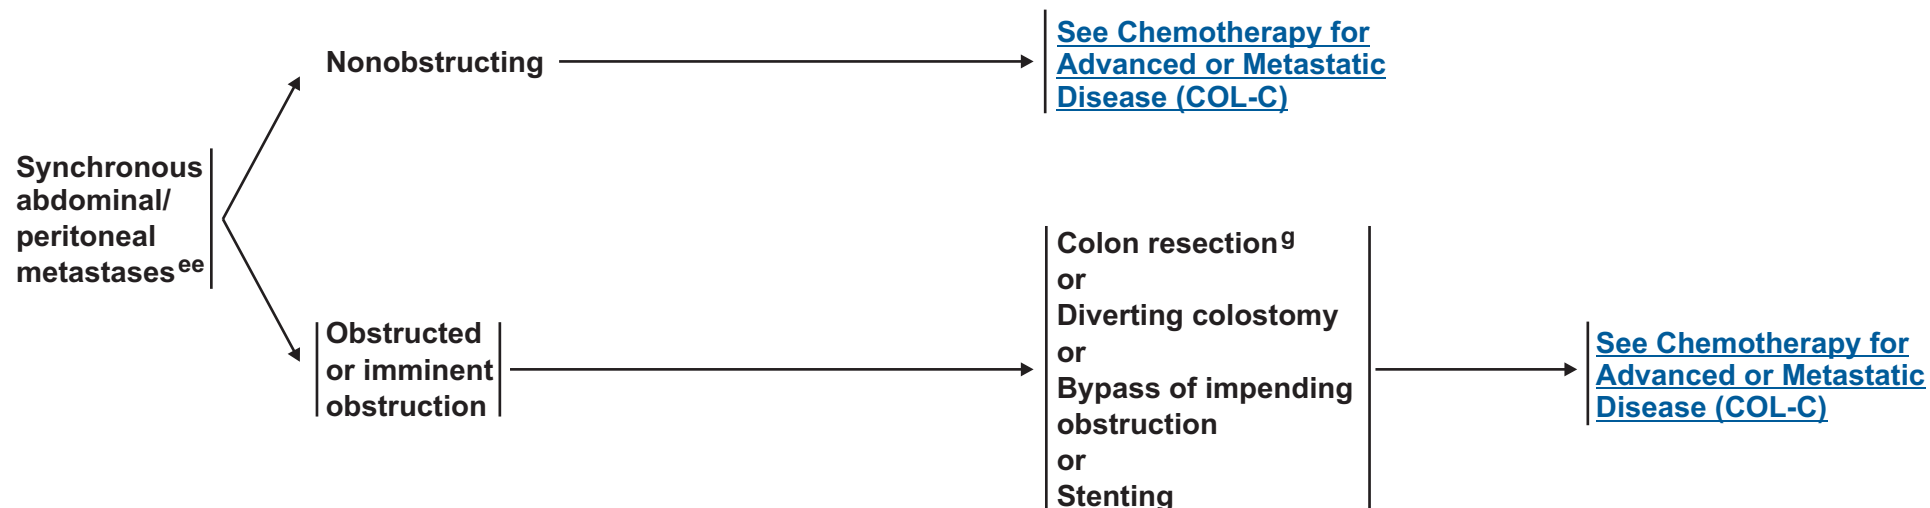 Nonobstructing
See Chemotherapy for
Advanced or Metastatic
Disease (COL-C)
Synchronous
abdominal/
peritoneal
metastases ee
Obstructed
or imminent
obstruction
Colon resection g
or
Diverting colostomy
or
Bypass of impending
obstruction
or
Stenting
See Chemotherapy for
Advanced or Metastatic
Disease (COL-C)